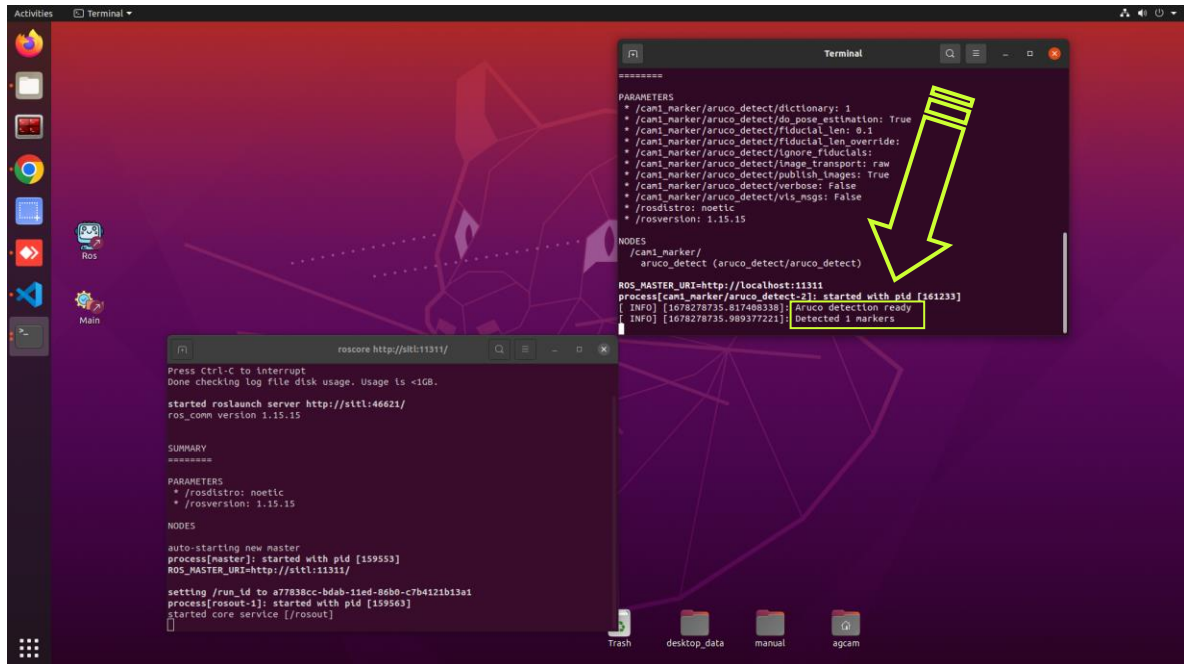 Activities
Terminal
Terminal
========
PARAMETERS
* /cam1_marker/aruco_detect/dictionary: 1
* /cam1_marker/aruco_detect/do_pose_estimation: True
* /cam1_marker/aruco_detect/fiducial_len: 0.1
* /cam1_marker/aruco_detect/fiducial_len_override:
* /cam1_marker/aruco_detect/ignore_fiducials:
* /cam1_marker/aruco_detect/image_transport: raw
* /cam1_marker/aruco_detect/publish_images: True
* /cam1_marker/aruco_detect/verbose: False
* /cam1_marker/aruco_detect/vis_msgs: False
* /rosdistro: noetic
* /rosversion: 1.15.15
NODES
/cam1_marker/
aruco_detect (aruco_detect/aruco_detect)
ROS_MASTER_URI=http://localhost:11311
process[cam1_marker/aruco_detect-2]: started with pid [161233]
[ INFO] [1678278735.817408338]: Aruco detection ready
[ INFO] [1678278735.989377221]: Detected 1 markers
Ros
Main
roscore http://sitl:11311/
Press Ctrl-C to interrupt
Done checking log file disk usage. Usage is <1GB.
started roslaunch server http://sitl:46621/
ros_comm version 1.15.15
SUMMARY
========
PARAMETERS
* /rosdistro: noetic
* /rosversion: 1.15.15
NODES
auto-starting new master
process[master]: started with pid [159553]
ROS_MASTER_URI=http://sitl:11311/
setting /run_id to a77838cc-bdab-11ed-86b0-c7b4121b13a1
process[rosout-1]: started with pid [159563]
started core service [/rosout]
Trash
desktop_data
manual
agcam